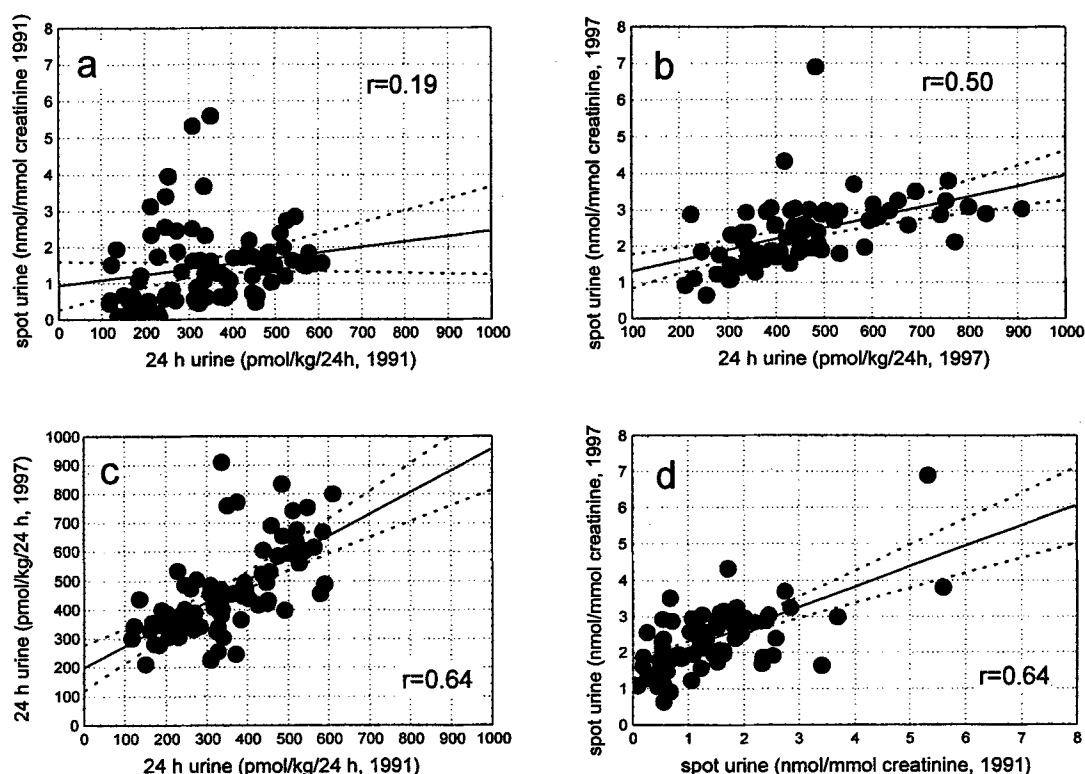 spot urine (nmol/mmol creatinine 1991)
8
7
6
5
4
3
2
1
0
a
r=0.19
0 100 200 300 400 500 600 700 800 900 1000
24 h urine (pmol/kg/24h, 1991)
spot urine (nmol/mmol creatinine, 1997
8
7
6
5
4
3
2
1
0
b
r=0.50
100 200 300 400 500 600 700 800 900 1000
24 h urine (pmol/kg/24h, 1997)
24 h urine (pmol/kg/24 h, 1997)
1000
900
800
700
600
500
400
300
200
100
0
c
r=0.64
0 100 200 300 400 500 600 700 800 900 1000
24 h urine (pmol/kg/24 h, 1991)
spot urine (nmol/mmol creatinine, 1997
8
7
6
5
4
3
2
1
0
d
r=0.64
0 1 2 3 4 5 6 7 8
spot urine (nmol/mmol creatinine, 1991)